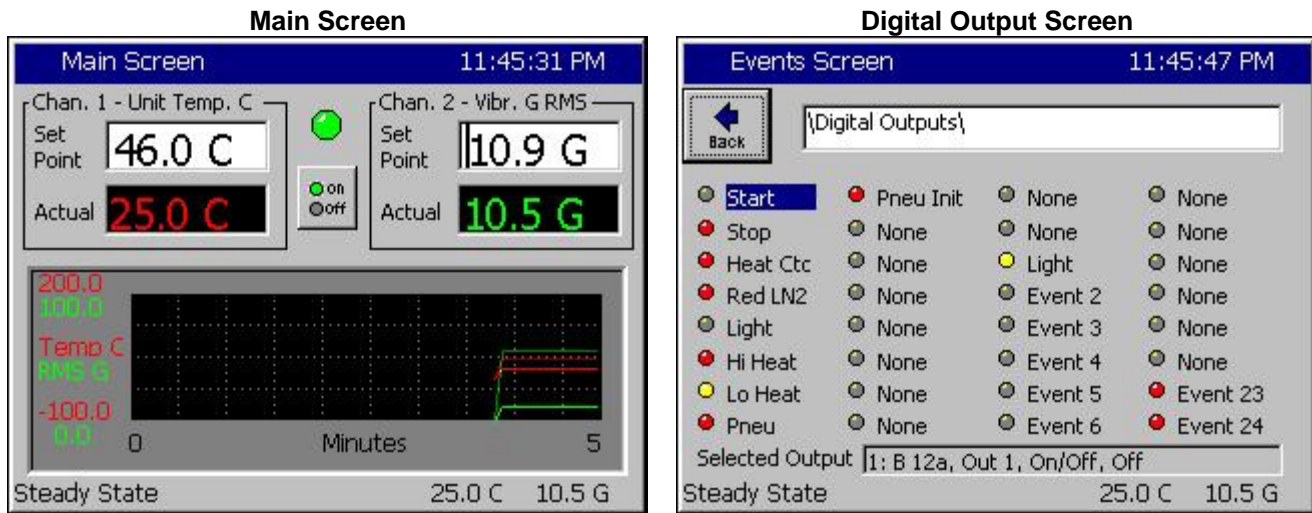 Main Screen
Main Screen 11:45:31 PM
Chan. 1 - Unit Temp. C
Set Point 46.0 C
Actual 25.0 C
on
off
Chan. 2 - Vibr. G RMS
Set Point 10.9 G
Actual 10.5 G
200.0
100.0
Temp C
RMS G
-100.0
0.0
0 Minutes 5
Steady State 25.0 C 10.5 G
Digital Output Screen
Events Screen 11:45:47 PM
Back
\Digital Outputs\
Start Pneu Init None None
Stop None None None
Heat Ctc None Light None
Red LN2 None Event 2 None
Light None Event 3 None
Hi Heat None Event 4 None
Lo Heat None Event 5 Event 23
Pneu None Event 6 Event 24
Selected Output 1: B 12a, Out 1, On/Off, Off
Steady State 25.0 C 10.5 G